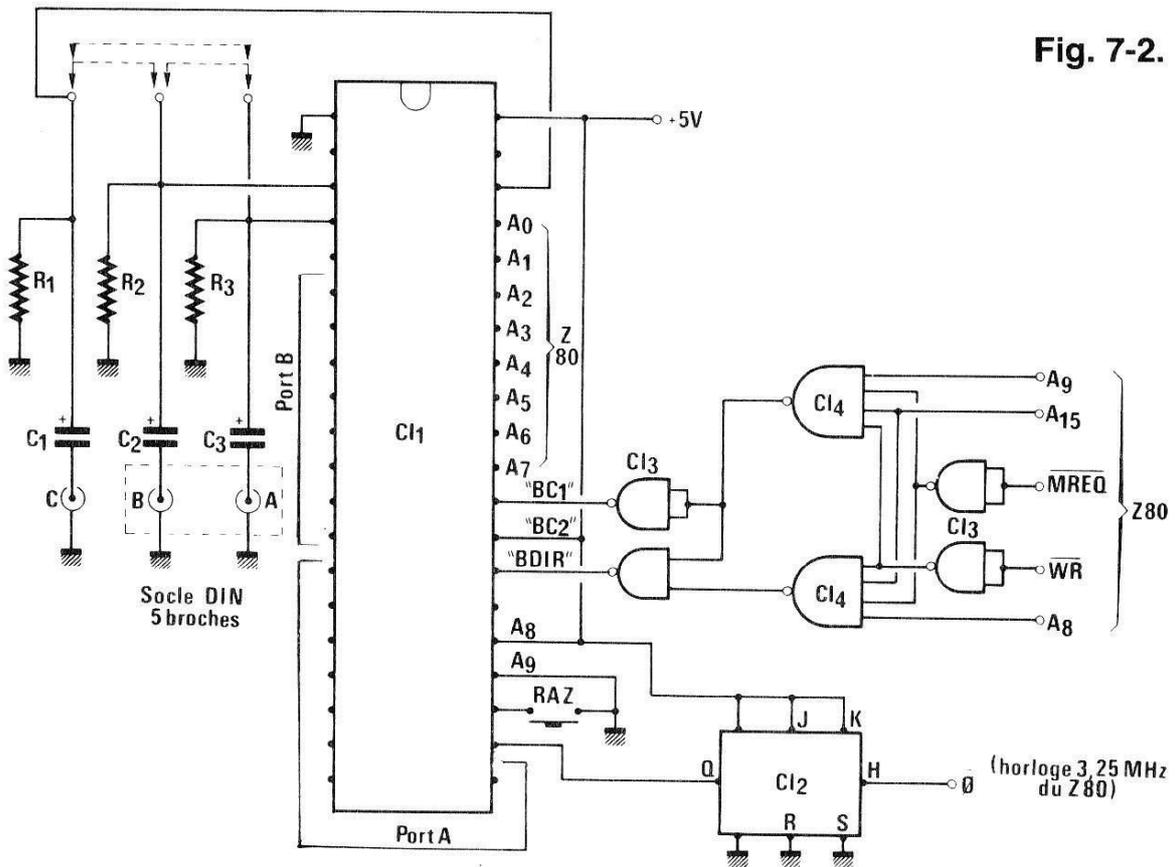 Fig. 7-2.
+5V
R1
R2
R3
A0
A1
A2
A3
A4
A5
A6
A7
Z
80
Port B
CI1
CI4
A9
A15
C1
C2
C3
CI3
MREQ
Z80
"BC1"
C
B
A
"BC2"
CI3
"BDIR"
WR
CI4
Socle DIN
5 broches
A8
A8
A9
RAZ
J
K
Q
H
CI2
Ø
(horloge 3,25 MHz
du Z80)
R
S
Port A